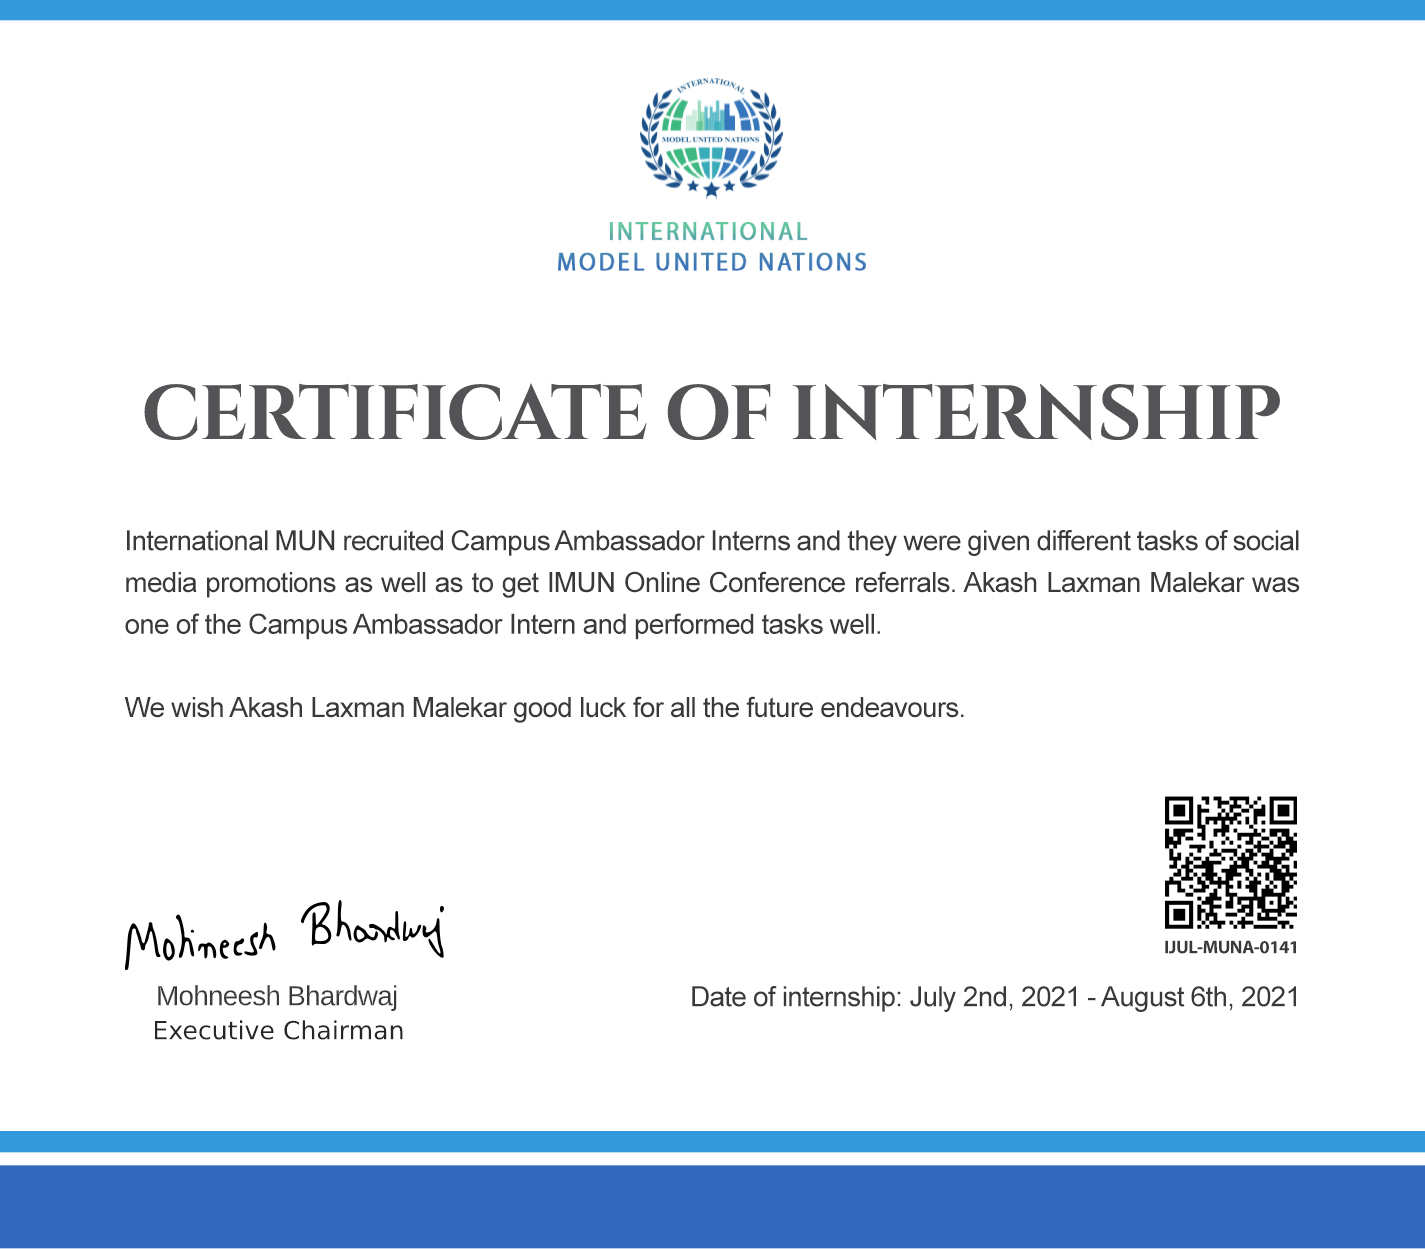 INTERNATIONAL
MODEL UNITED NATIONS
INTERNATIONAL
MODEL UNITED NATIONS
CERTIFICATE OF INTERNSHIP
International MUN recruited Campus Ambassador Interns and they were given different tasks of social
media promotions as well as to get IMUN Online Conference referrals. Akash Laxman Malekar was
one of the Campus Ambassador Intern and performed tasks well.
We wish Akash Laxman Malekar good luck for all the future endeavours.
IJUL-MUNA-0141
Mohneesh Bhardwaj
Mohneesh Bhardwaj
Executive Chairman
Date of internship: July 2nd, 2021 - August 6th, 2021